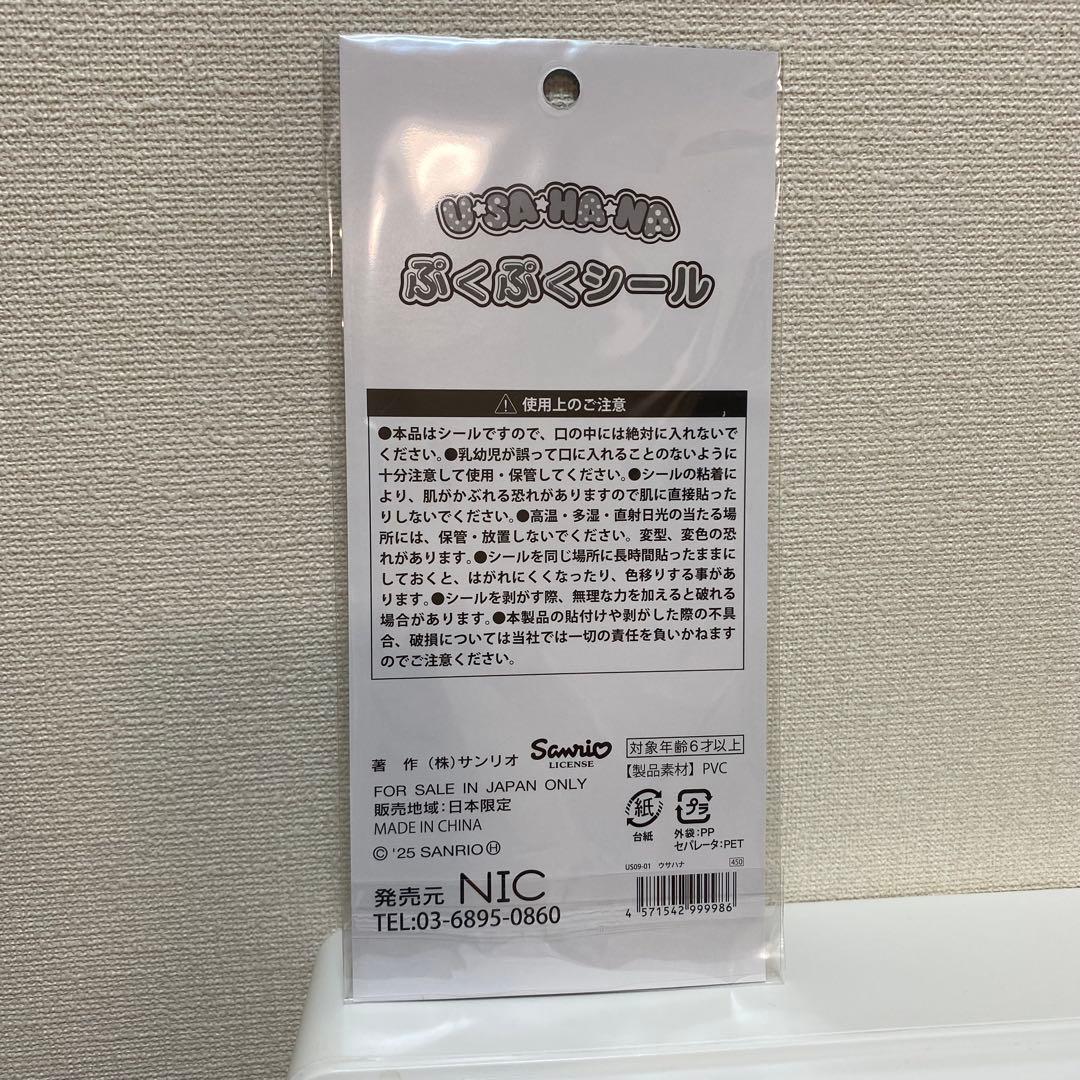 U★SA★HA★NA
ぷくぷくシール
⚠ 使用上のご注意
●本品はシールですので、口の中には絶対に入れないで
ください。●乳幼児が誤って口に入れることのないように
十分注意して使用・保管してください。●シールの粘着に
により、肌がかぶれる恐れがありますので肌に直接貼った
りしないでください。●高温・多湿・直射日光の当たる場
所には、保管・放置しないでください。変型、変色の恐
れがあります。●シールを同じ場所に長時間貼ったままに
しておくと、はがれにくくなったり、色移りする事があ
ります。●シールを剥がす際、無理な力を加えると破れる
場合があります。●本製品の貼付けや剥がした際の不具
合、破損については当社では一切の責任を負いかねます
のでご注意ください。
著 作 (株)サンリオ
Sanrio
LICENSE
対象年齢6才以上
【製品素材】PVC
FOR SALE IN JAPAN ONLY
販売地域:日本限定
MADE IN CHINA
© '25 SANRIO Ⓗ
紙
台紙
プラ
外袋:PP
セパレータ:PET
発売元 NIC
TEL:03-6895-0860
US09-01 ウサハナ 450
4 571542 999986